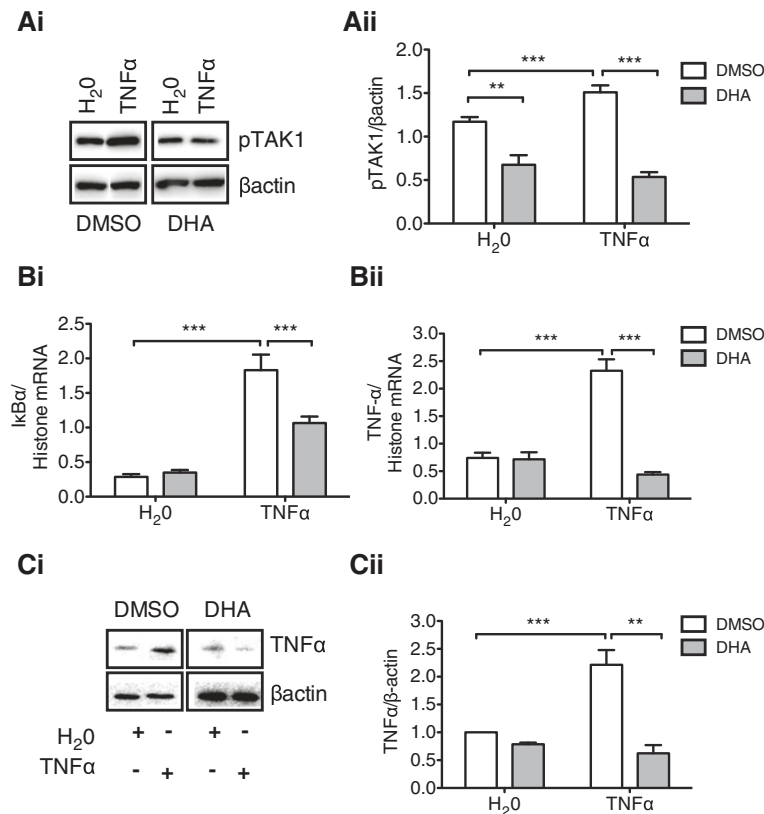 Ai
H20 TNFα H20 TNFα
pTAK1
βactin
DMSO DHA
Aii
pTAK1/βactin
2.0
1.5
1.0
0.5
0.0
*** ***
**
H20 TNFα
DMSO
DHA
Bi
IκBα/
Histone mRNA
2.5
2.0
1.5
1.0
0.5
0.0
*** ***
H20 TNFα
Bii
TNF-α/
Histone mRNA
3.0
2.5
2.0
1.5
1.0
0.5
0.0
*** ***
H20 TNFα
DMSO
DHA
Ci
DMSO DHA
TNFα
βactin
H20 + - + -
TNFα - + - +
Cii
TNFα/β-actin
3.0
2.5
2.0
1.5
1.0
0.5
0.0
*** **
H20 TNFα
DMSO
DHA